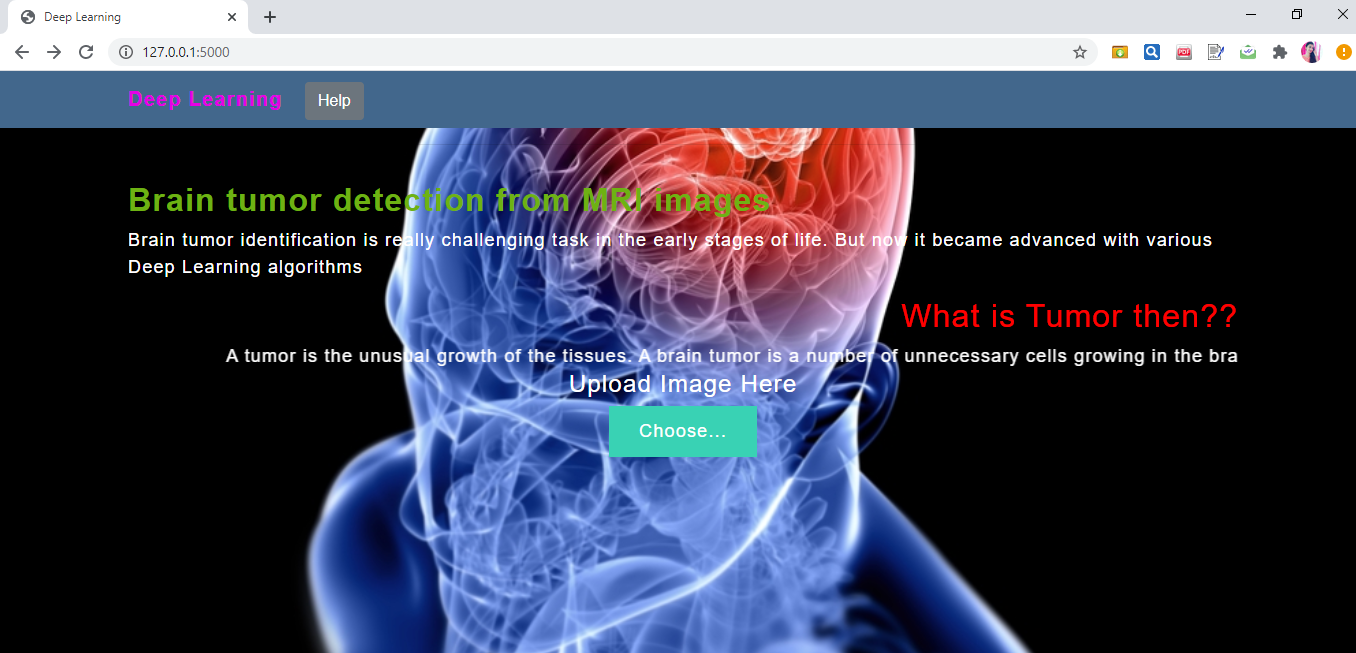 Deep Learning
127.0.0.1:5000
PDF
Deep Learning
Help
Brain tumor detection from MRI images
Brain tumor identification is really challenging task in the early stages of life. But now it became advanced with various
Deep Learning algorithms
What is Tumor then??
A tumor is the unusual growth of the tissues. A brain tumor is a number of unnecessary cells growing in the bra
Upload Image Here
Choose...